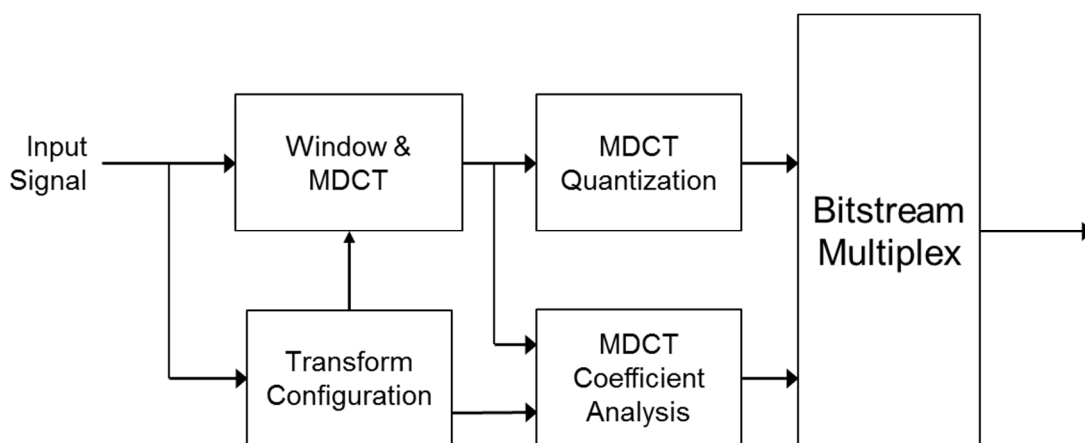 Input
Signal
Window &
MDCT
MDCT
Quantization
Bitstream
Multiplex
Transform
Configuration
MDCT
Coefficient
Analysis